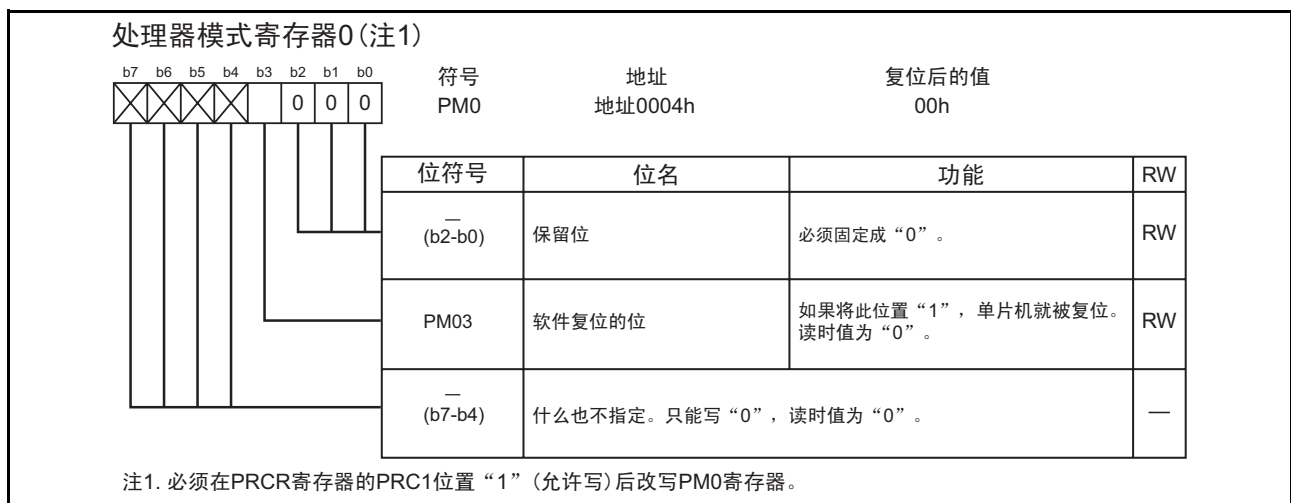 处理器模式寄存器0(注1)
b7 b6 b5 b4 b3 b2 b1 b0 符号 地址 复位后的值
0 0 0 PM0 地址0004h 00h
位符号 位名 功能 RW
— (b2-b0) 保留位 必须固定成“0”。 RW
PM03 软件复位的位 如果将此位置“1”，单片机就被复位。 RW
读时值为“0”。
— (b7-b4) 什么也不指定。只能写“0”，读时值为“0”。 —
注1. 必须在PRCR寄存器的PRC1位置“1”(允许写)后改写PM0寄存器。